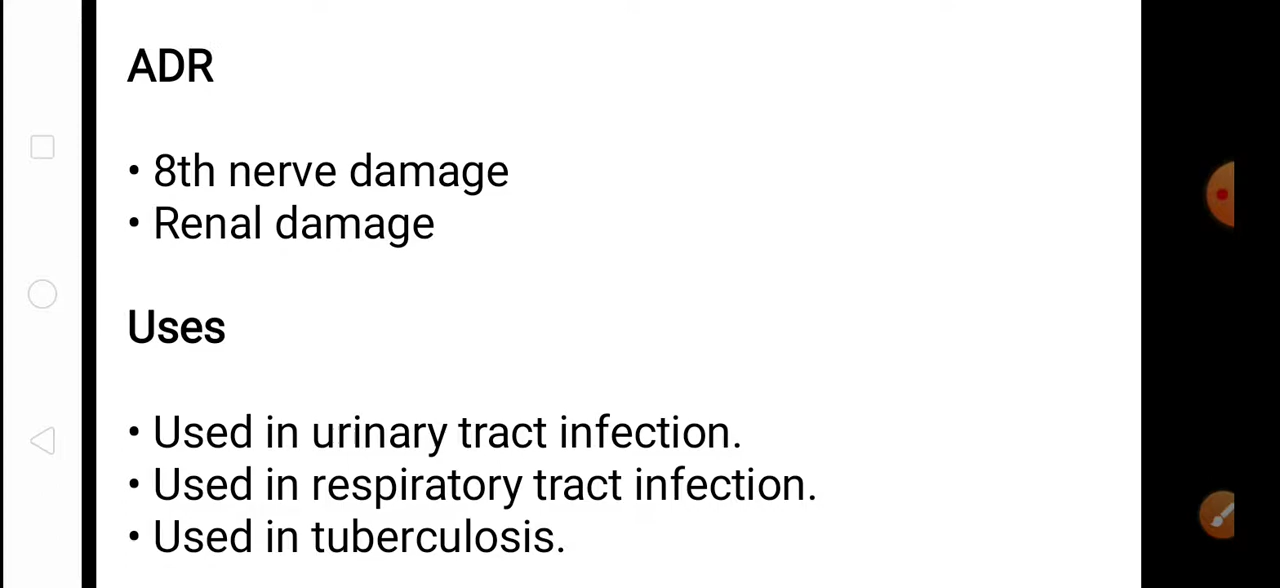 ADR
• 8th nerve damage
• Renal damage
Uses
• Used in urinary tract infection.
• Used in respiratory tract infection.
• Used in tuberculosis.